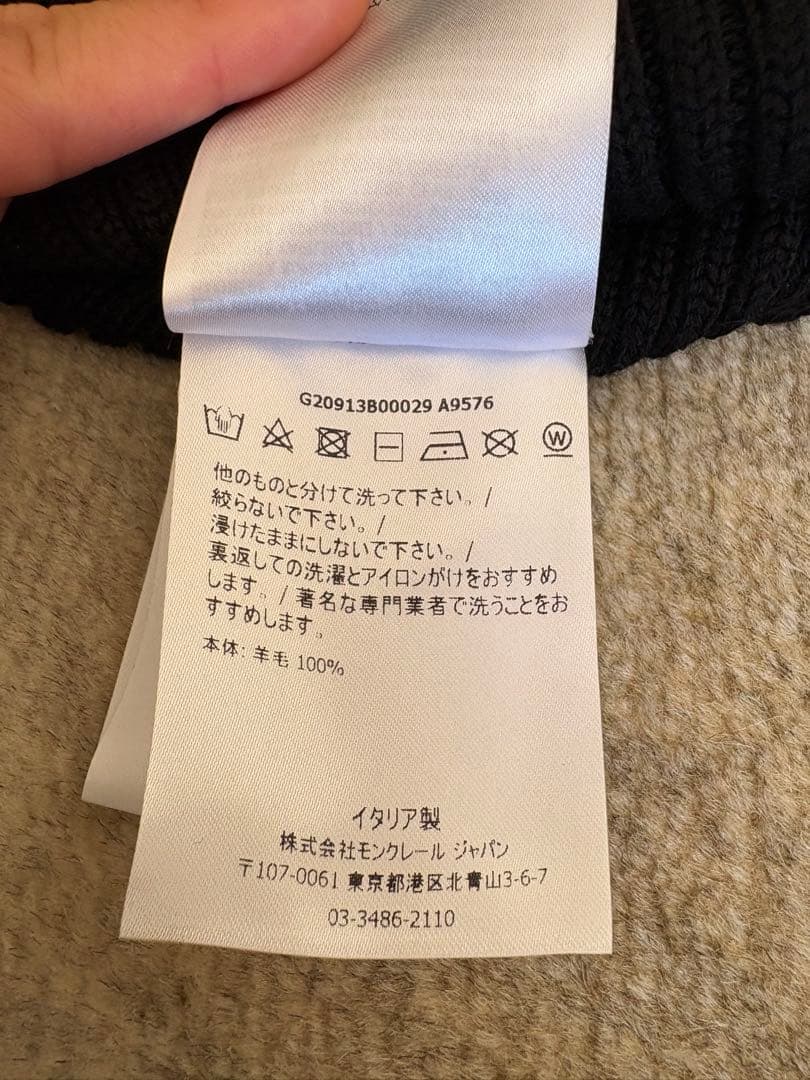 G20913B00029 A9576
W
他のものと分けて洗って下さい。/
絞らないで下さい。/
浸けたままにしないで下さい。/
裏返しての洗濯とアイロンがけをおすすめ
します。/ 著名な専門業者で洗うことをお
すすめします。
本体: 羊毛 100%
イタリア製
株式会社モンクレール ジャパン
〒107-0061 東京都港区北青山3-6-7
03-3486-2110